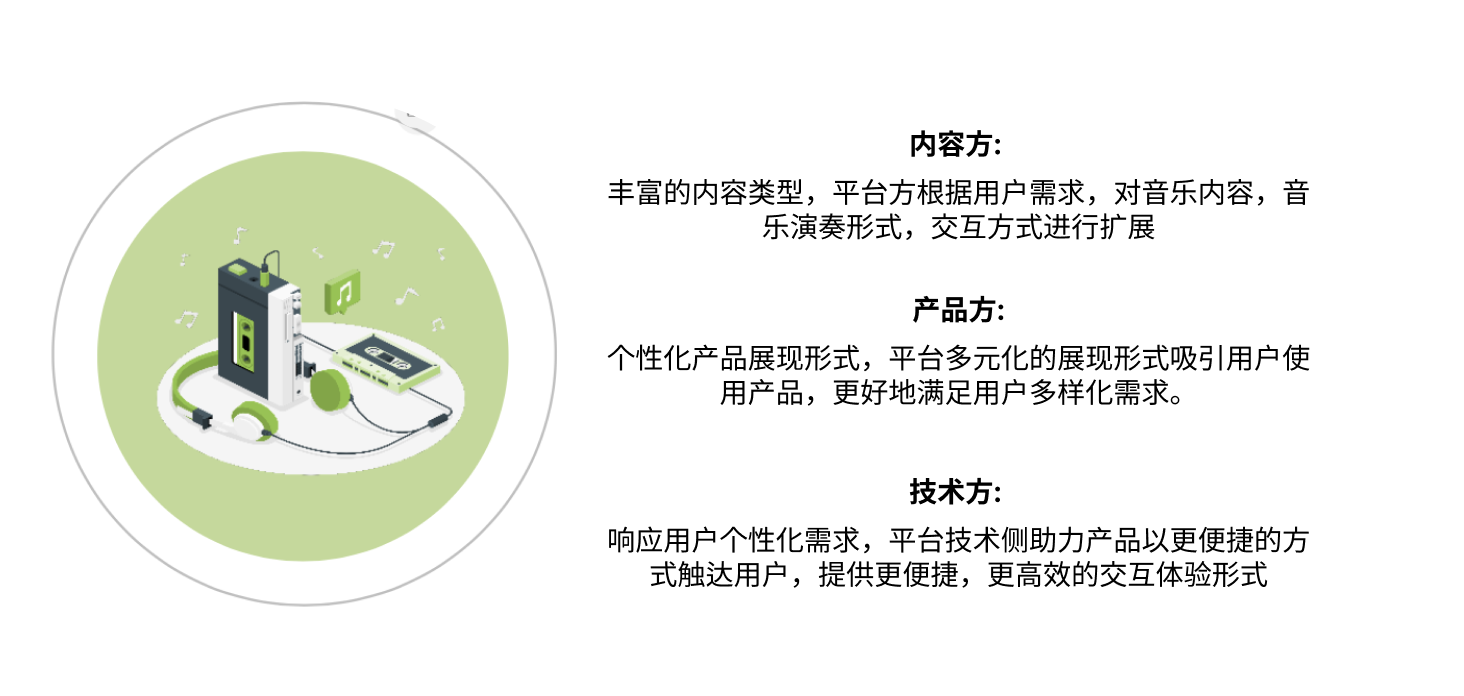 内容方:
丰富的内容类型，平台方根据用户需求，对音乐内容，音
乐演奏形式，交互方式进行扩展
产品方:
个性化产品展现形式，平台多元化的展现形式吸引用户使
用产品，更好地满足用户多样化需求。
技术方:
响应用户个性化需求，平台技术侧助力产品以更便捷的方
式触达用户，提供更便捷，更高效的交互体验形式